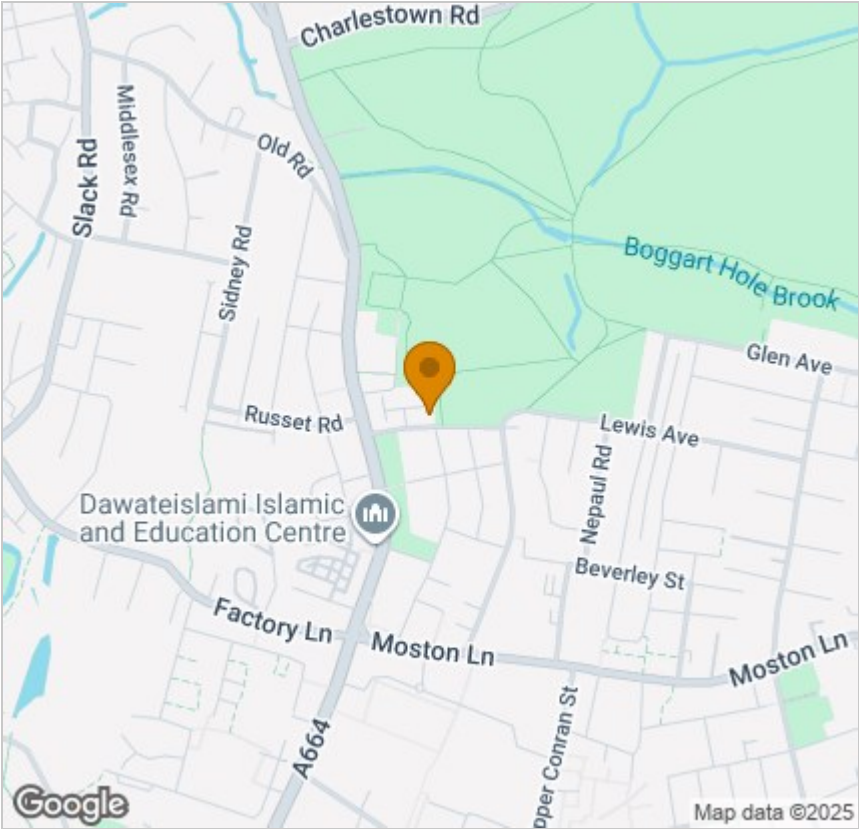 Charlestown Rd
Middlesex Rd
Old Rd
Slack Rd
Sidney Rd
Boggart Hole Brook
Glen Ave
Russet Rd
Lewis Ave
Nepaul Rd
Dawateislami Islamic
and Education Centre
Beverley St
Factory Ln
Moston Ln
Moston Ln
A664
pper Conran St
Google
Map data ©2025